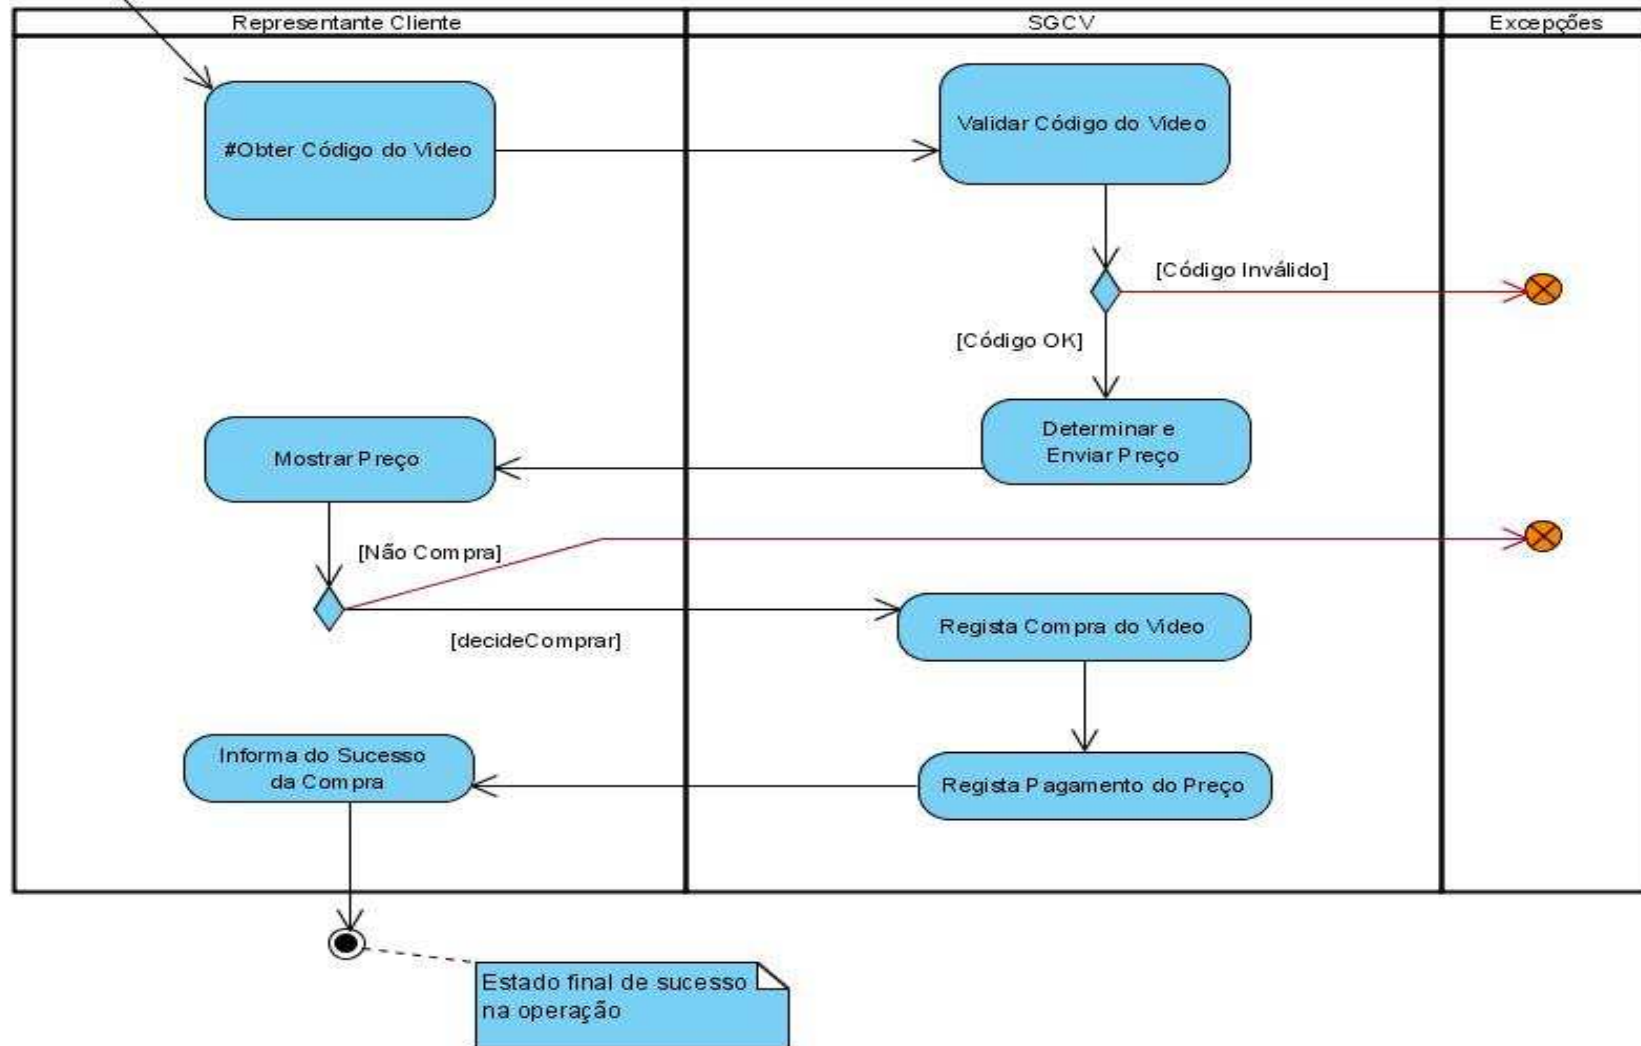 Representante Cliente
SGCV
Excepções
#Obter Código do Video
Validar Código do Video
[Código Inválido]
[Código OK]
Determinar e
Enviar Preço
Mostrar Preço
[Não Compra]
[decideComprar]
Regista Compra do Video
Informa do Sucesso
da Compra
Regista Pagamento do Preço
Estado final de sucesso
na operação